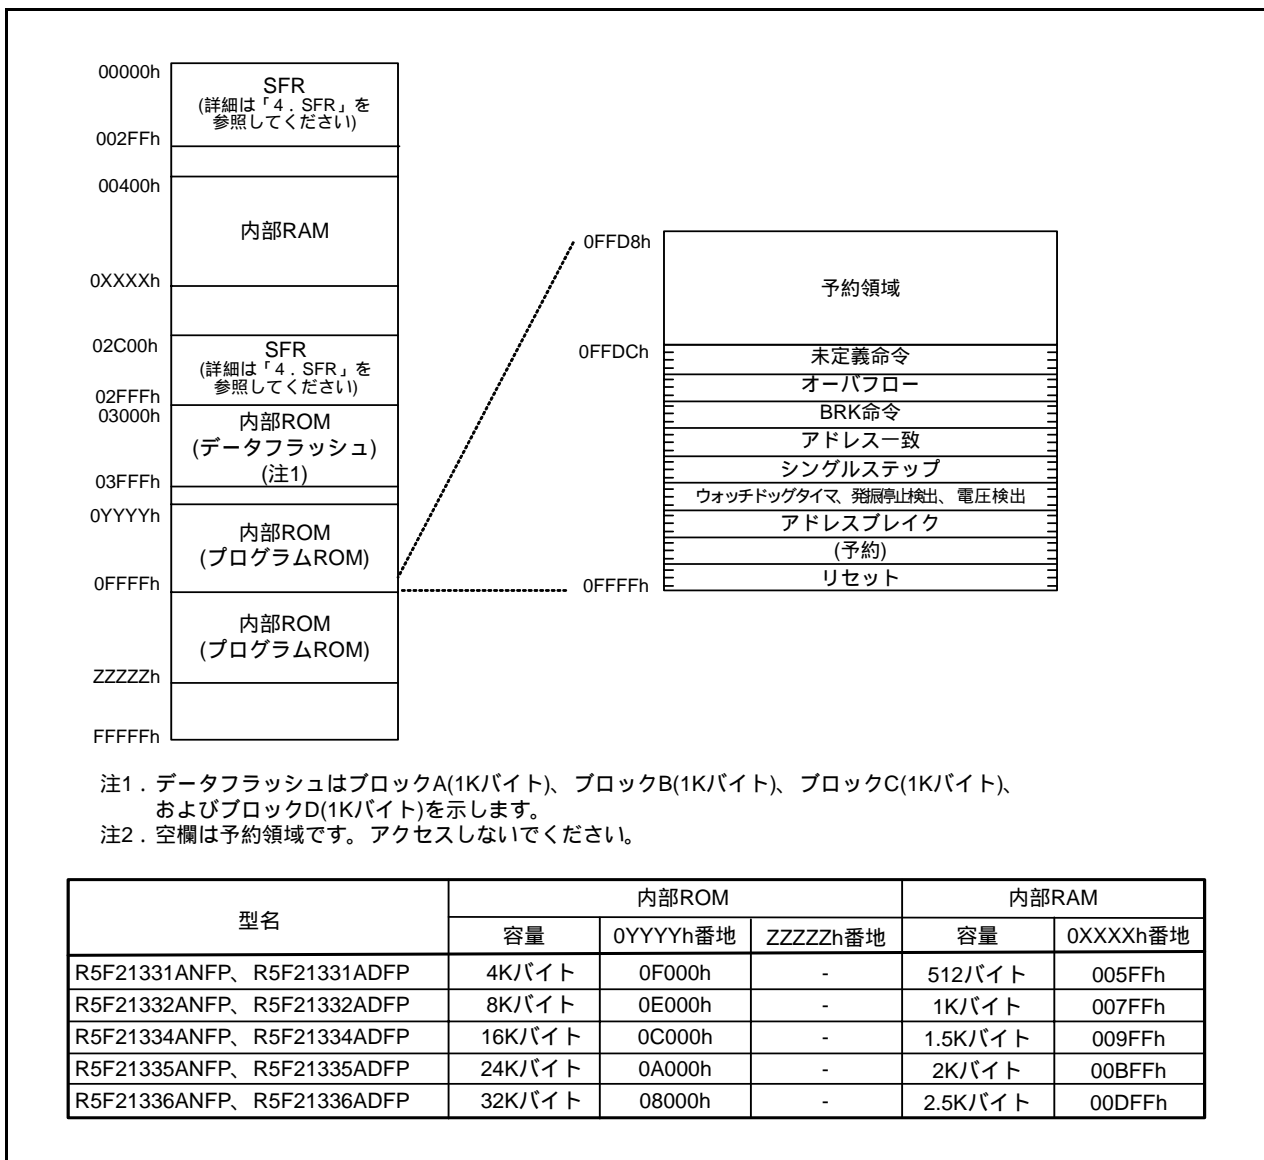 00000h
SFR
(詳細は「4．SFR」を
参照してください)
002FFh
00400h
内部RAM
0XXXXh
02C00h
SFR
(詳細は「4．SFR」を
参照してください)
02FFFh
03000h
内部ROM
(データフラッシュ)
(注1)
03FFFh
0YYYYh
内部ROM
(プログラムROM)
0FFFFh
内部ROM
(プログラムROM)
ZZZZZh
FFFFFh
0FFD8h
予約領域
0FFDCh
未定義命令
オーバフロー
BRK命令
アドレス一致
シングルステップ
ウォッチドッグタイマ、発振停止検出、電圧検出
アドレスブレイク
(予約)
リセット
0FFFFh
注1．データフラッシュはブロックA(1Kバイト)、ブロックB(1Kバイト)、ブロックC(1Kバイト)、
およびブロックD(1Kバイト)を示します。
注2．空欄は予約領域です。アクセスしないでください。
型名 内部ROM 内部RAM
容量 0YYYYh番地 ZZZZZh番地 容量 0XXXXh番地
R5F21331ANFP、R5F21331ADFP 4Kバイト 0F000h - 512バイト 005FFh
R5F21332ANFP、R5F21332ADFP 8Kバイト 0E000h - 1Kバイト 007FFh
R5F21334ANFP、R5F21334ADFP 16Kバイト 0C000h - 1.5Kバイト 009FFh
R5F21335ANFP、R5F21335ADFP 24Kバイト 0A000h - 2Kバイト 00BFFh
R5F21336ANFP、R5F21336ADFP 32Kバイト 08000h - 2.5Kバイト 00DFFh